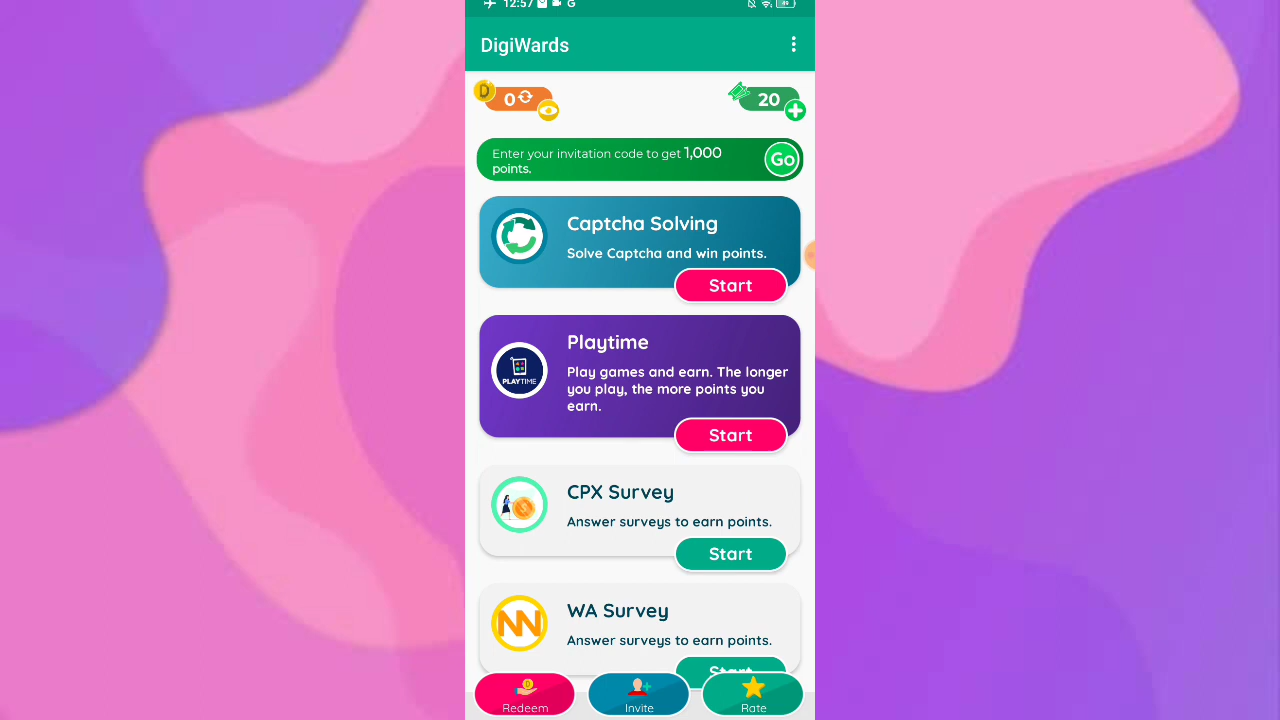 12:57 G
DigiWards
D 0
20
Enter your invitation code to get 1,000
points.
Go
Captcha Solving
Solve Captcha and win points.
Start
Playtime
PLAYTIME
Play games and earn. The longer
you play, the more points you
earn.
Start
CPX Survey
Answer surveys to earn points.
Start
WA Survey
Answer surveys to earn points.
Start
Redeem
Invite
Rate